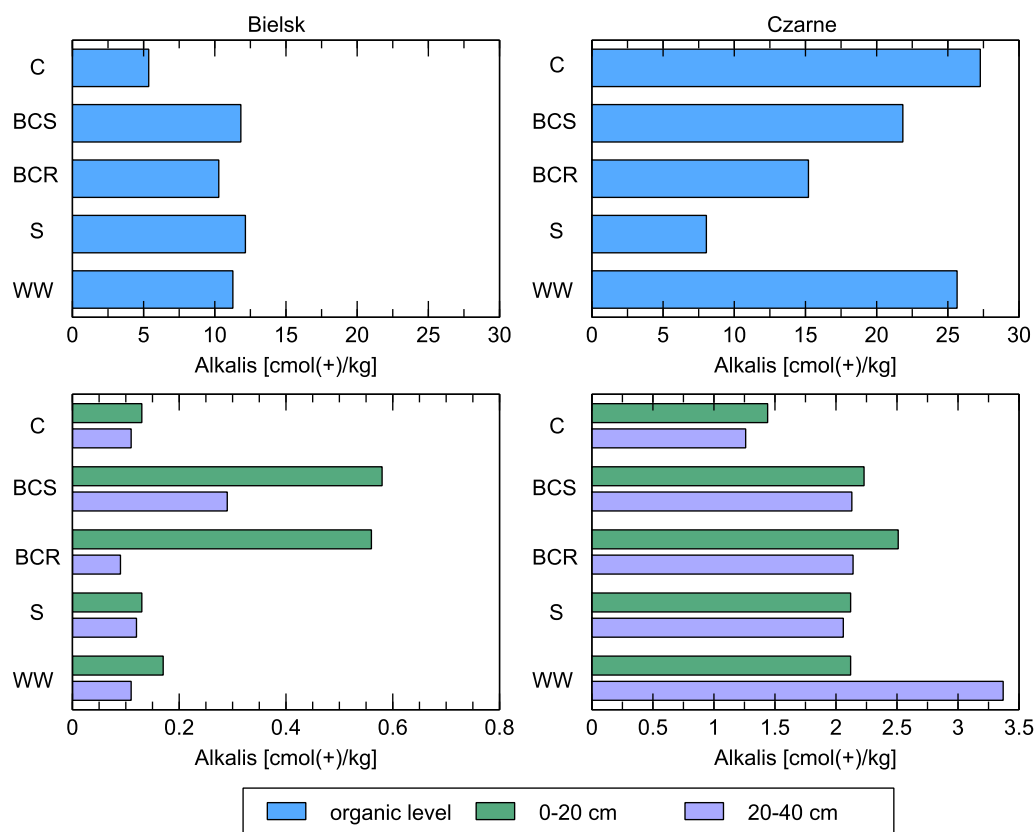 Bielsk
C
BCS
BCR
S
WW
0 5 10 15 20 25 30
Alkalis [cmol(+)/kg]
Czarne
C
BCS
BCR
S
WW
0 5 10 15 20 25 30
Alkalis [cmol(+)/kg]
C
BCS
BCR
S
WW
0 0.2 0.4 0.6 0.8
Alkalis [cmol(+)/kg]
C
BCS
BCR
S
WW
0 0.5 1 1.5 2 2.5 3 3.5
Alkalis [cmol(+)/kg]
organic level 0-20 cm 20-40 cm